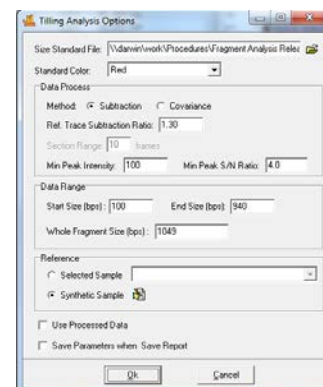 Tilling Analysis Options
Size Standard File: \\darwin\work\Procedures\Fragment Analysis Relea
Standard Color: Red
Data Process
Method: Subtraction Covariance
Ref. Trace Subtraction Ratio: 1.30
Section Range: 10 frames
Min Peak Intensity: 100 Min Peak S/N Ratio: 4.0
Data Range
Start Size (bps): 100 End Size (bps): 940
Whole Fragment Size (bps): 1049
Reference
Selected Sample
Synthetic Sample
Use Processed Data
Save Parameters when Save Report
Ok Cancel